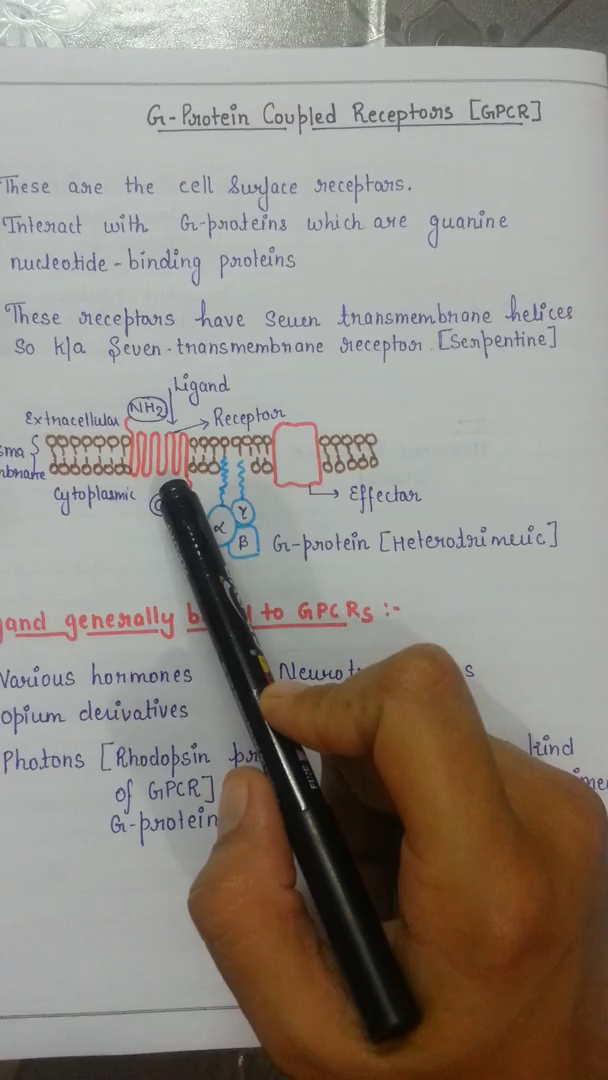 G-Protein Coupled Receptors [GPCR]
These are the cell surface receptors.
Interact with G-proteins which are guanine
nucleotide-binding proteins
These receptors have seven transmembrane helices
So k/a Seven-transmembrane receptor. [Serpentine]
Ligand
NH2
Extracellular
Receptor
Cytoplasmic
Effector
α
γ
β
G-protein [Heterotrimeric]
generally to GPCRs :-
Various hormones
opium derivatives
Photons [Rhodopsin kind
of GPCR]
G-protein